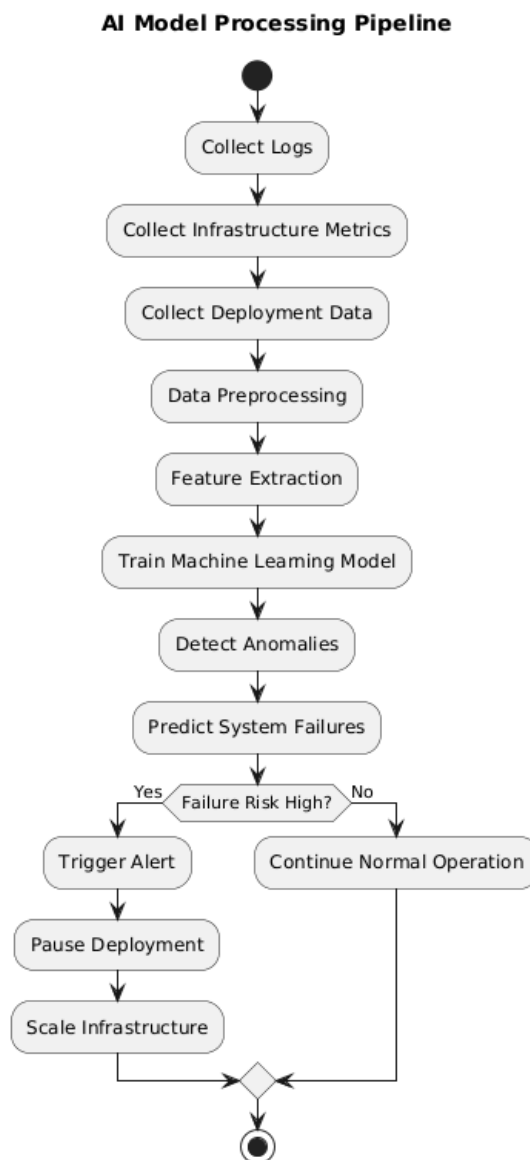 AI Model Processing Pipeline
Collect Logs
Collect Infrastructure Metrics
Collect Deployment Data
Data Preprocessing
Feature Extraction
Train Machine Learning Model
Detect Anomalies
Predict System Failures
Yes
Failure Risk High?
No
Trigger Alert
Continue Normal Operation
Pause Deployment
Scale Infrastructure